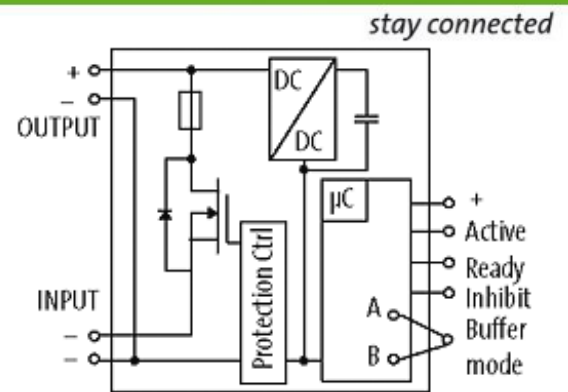 stay connected
+
–
OUTPUT
DC
DC
µC
+
Active
Ready
Inhibit
Buffer
mode
A
B
Protection Ctrl
INPUT
–
–